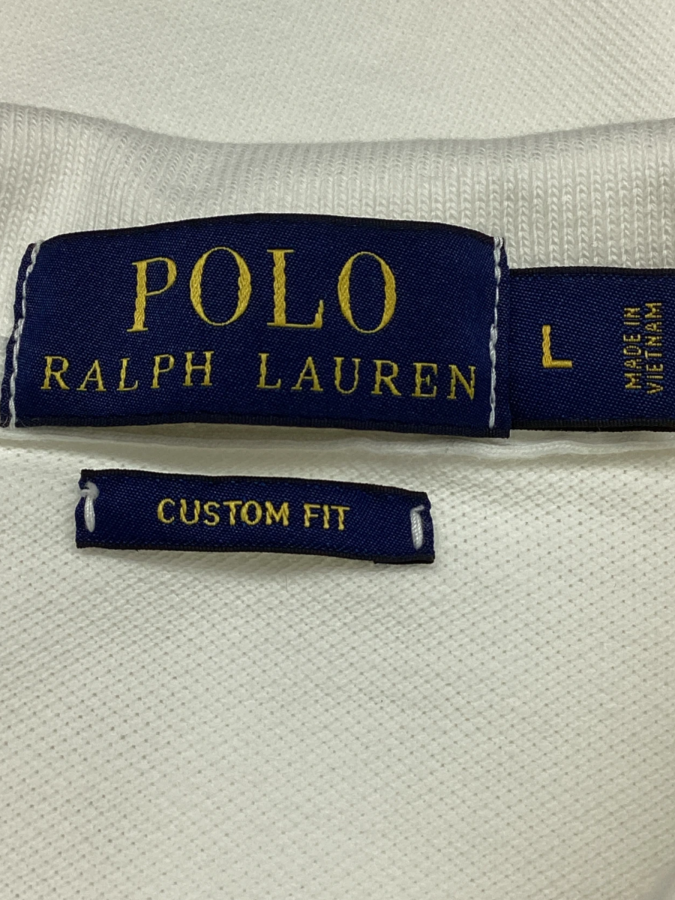 POLO
RALPH LAUREN
L
MADE IN
VIETNAM
CUSTOM FIT